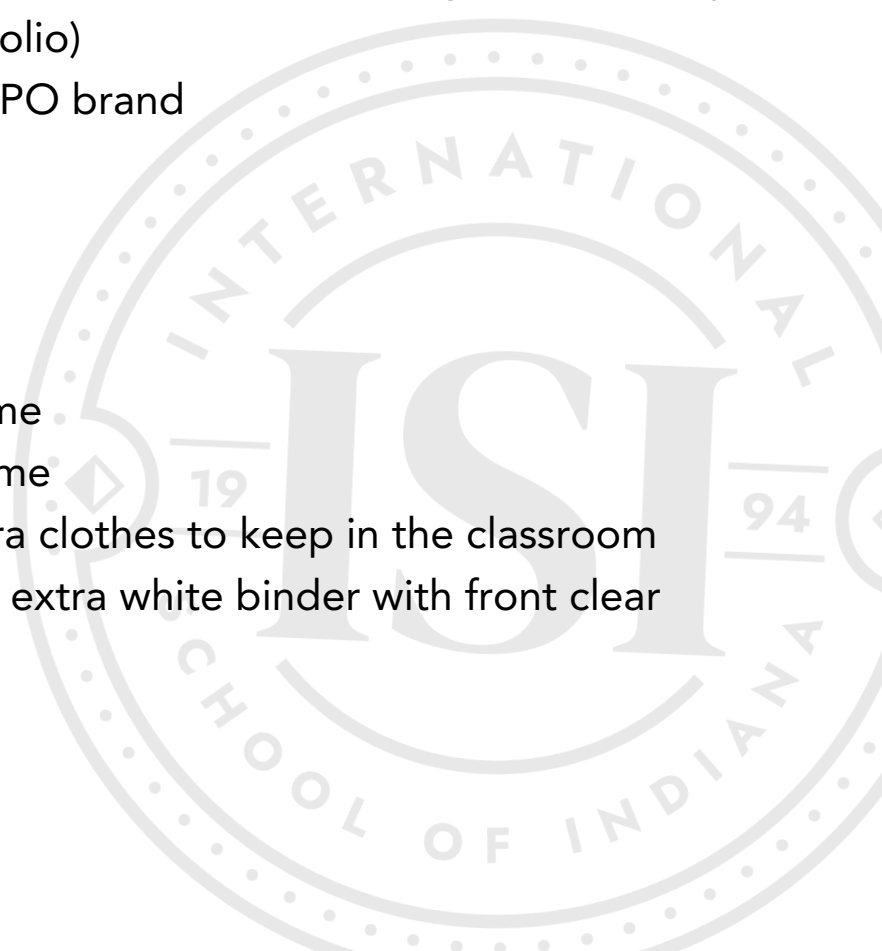 olio)
PO brand
INTERNATIONAL
me
me
19 ISI 94
ra clothes to keep in the classroom
extra white binder with front clear
SCHOOL OF INDIANA